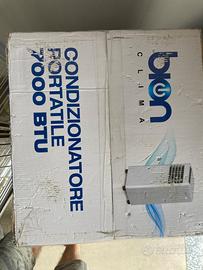 CONDIZIONATORE
PORTATILE
7000 BTU
bion
CLIMA